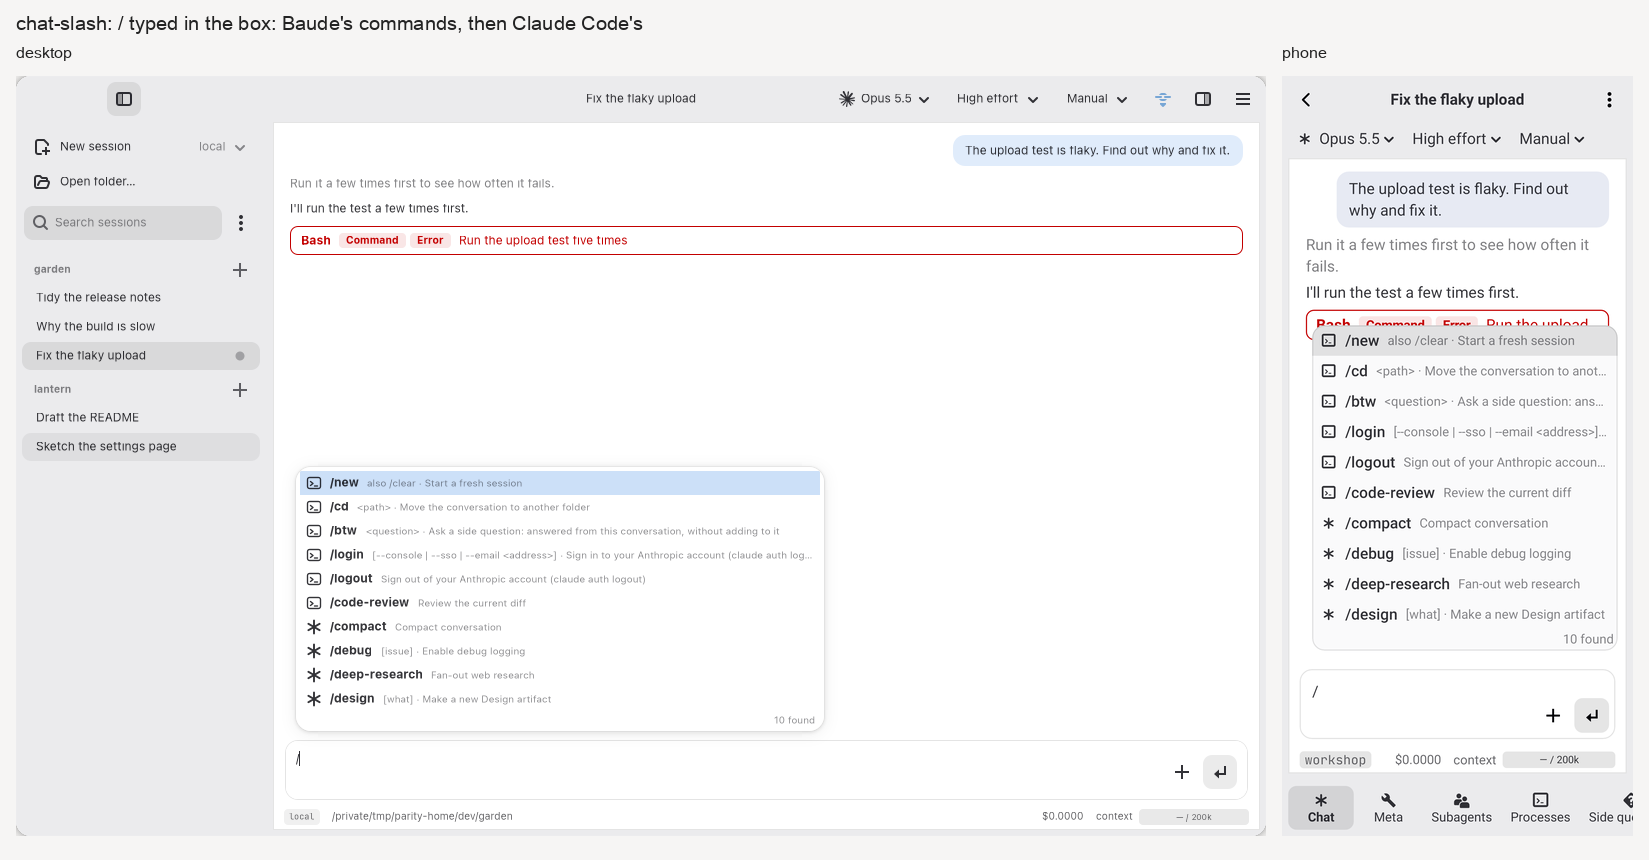 chat-slash: / typed in the box: Baude's commands, then Claude Code's
desktop
Fix the flaky upload
Opus 5.5
High effort
Manual
New session
local
Open folder...
Search sessions
garden
Tidy the release notes
Why the build is slow
Fix the flaky upload
lantern
Draft the README
Sketch the settings page
The upload test is flaky. Find out why and fix it.
Run it a few times first to see how often it fails.
I'll run the test a few times first.
Bash Command Error Run the upload test five times
/new also /clear · Start a fresh session
/cd <path> · Move the conversation to another folder
/btw <question> · Ask a side question: answered from this conversation, without adding to it
/login [--console | --sso | --email <address>] · Sign in to your Anthropic account (claude auth log...
/logout Sign out of your Anthropic account (claude auth logout)
/code-review Review the current diff
/compact Compact conversation
/debug [issue] · Enable debug logging
/deep-research Fan-out web research
/design [what] · Make a new Design artifact
10 found
/
local /private/tmp/parity-home/dev/garden
$0.0000 context — / 200k
phone
Fix the flaky upload
Opus 5.5 High effort Manual
The upload test is flaky. Find out
why and fix it.
Run it a few times first to see how often it
fails.
I'll run the test a few times first.
Bash Command Error Run the upload
/new also /clear · Start a fresh session
/cd <path> · Move the conversation to anot...
/btw <question> · Ask a side question: ans...
/login [--console | --sso | --email <address>]...
/logout Sign out of your Anthropic accoun...
/code-review Review the current diff
/compact Compact conversation
/debug [issue] · Enable debug logging
/deep-research Fan-out web research
/design [what] · Make a new Design artifact
10 found
/
workshop $0.0000 context — / 200k
Chat Meta Subagents Processes Side qu